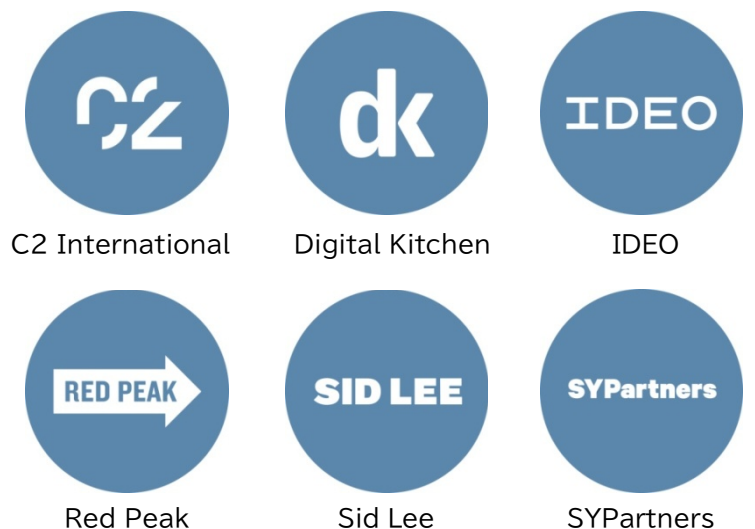 C2
dk
IDEO
C2 International
Digital Kitchen
IDEO
RED PEAK
SID LEE
SYPartners
Red Peak
Sid Lee
SYPartners